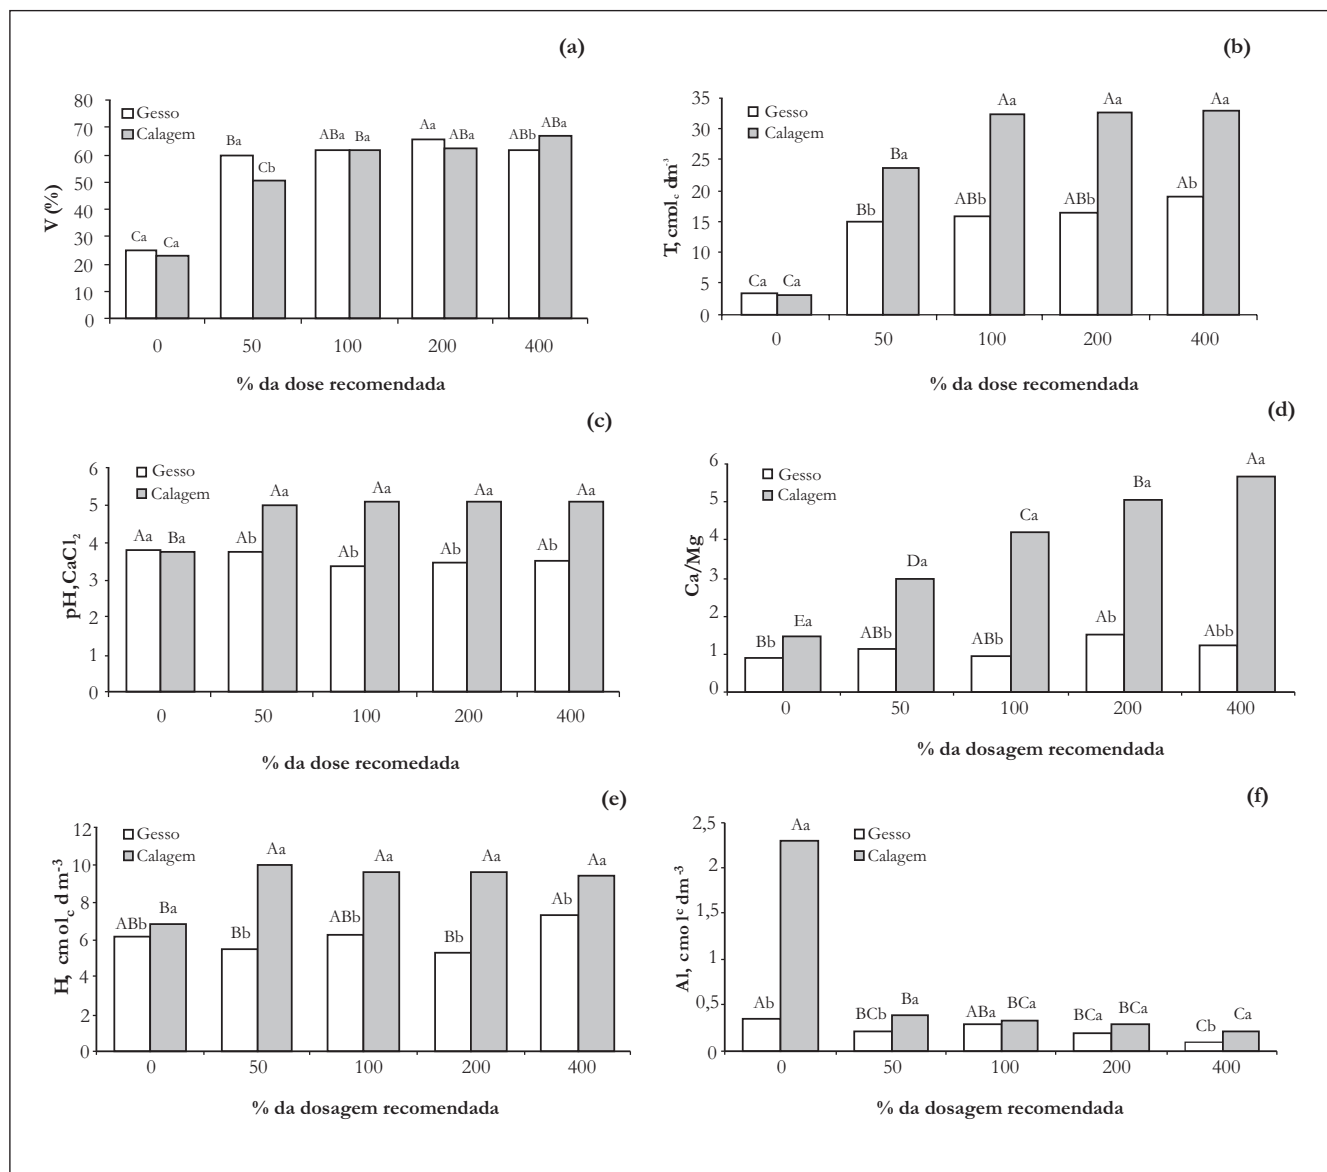 (a)
80
70
60
50
40
30
20
10
0
V (%)
Gesso
Calagem
Ca Ca Ba Cb ABa Ba Aa ABa ABb ABa
0 50 100 200 400
% da dose recomendada
(b)
35
30
25
20
15
10
5
0
T, cmolc dm-3
Gesso
Calagem
Ca Ca Bb Ba ABb Aa ABb Aa Ab Aa
0 50 100 200 400
% da dose recomendada
(c)
6
5
4
3
2
1
0
pH,CaCl2
Gesso
Calagem
Aa Ba Ab Aa Ab Aa Ab Aa Ab Aa
0 50 100 200 400
% da dose recomedada
(d)
6
5
4
3
2
1
0
Ca/Mg
Gesso
Calagem
Bb Ea ABb Da ABb Ca Ab Ba Abb Aa
0 50 100 200 400
% da dosagem recomendada
(e)
12
10
8
6
4
2
0
H, cm olc d m-3
Gesso
Calagem
ABb Ba Bb Aa ABb Aa Bb Aa Ab Aa
0 50 100 200 400
% da dosagem recomendada
(f)
2,5
2
1,5
1
0,5
0
Al, cmo lc dm-3
Gesso
Calagem
Ab Aa BCb Ba ABa BCa BCa BCa Cb Ca
0 50 100 200 400
% da dosagem recomendada